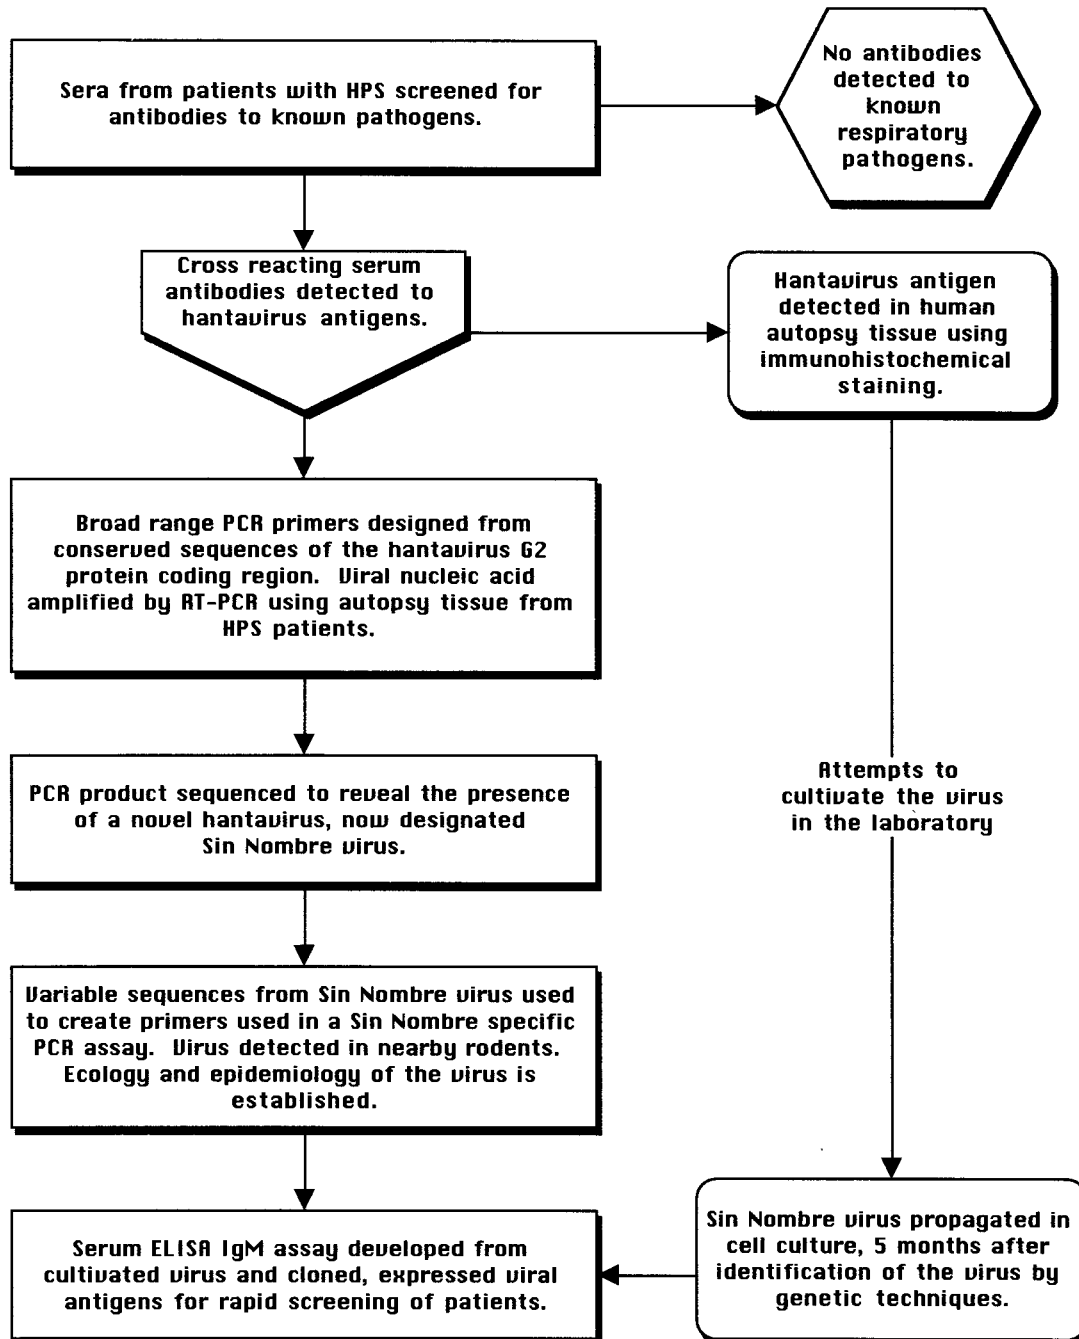 Sera from patients with HPS screened for
antibodies to known pathogens.
No antibodies
detected to
known
respiratory
pathogens.
Cross reacting serum
antibodies detected to
hantavirus antigens.
Hantavirus antigen
detected in human
autopsy tissue using
immunohistochemical
staining.
Broad range PCR primers designed from
conserved sequences of the hantavirus G2
protein coding region. Viral nucleic acid
amplified by RT-PCR using autopsy tissue from
HPS patients.
PCR product sequenced to reveal the presence
of a novel hantavirus, now designated
Sin Nombre virus.
Attempts to
cultivate the virus
in the laboratory
Variable sequences from Sin Nombre virus used
to create primers used in a Sin Nombre specific
PCR assay. Virus detected in nearby rodents.
Ecology and epidemiology of the virus is
established.
Serum ELISA IgM assay developed from
cultivated virus and cloned, expressed viral
antigens for rapid screening of patients.
Sin Nombre virus propagated in
cell culture, 5 months after
identification of the virus by
genetic techniques.